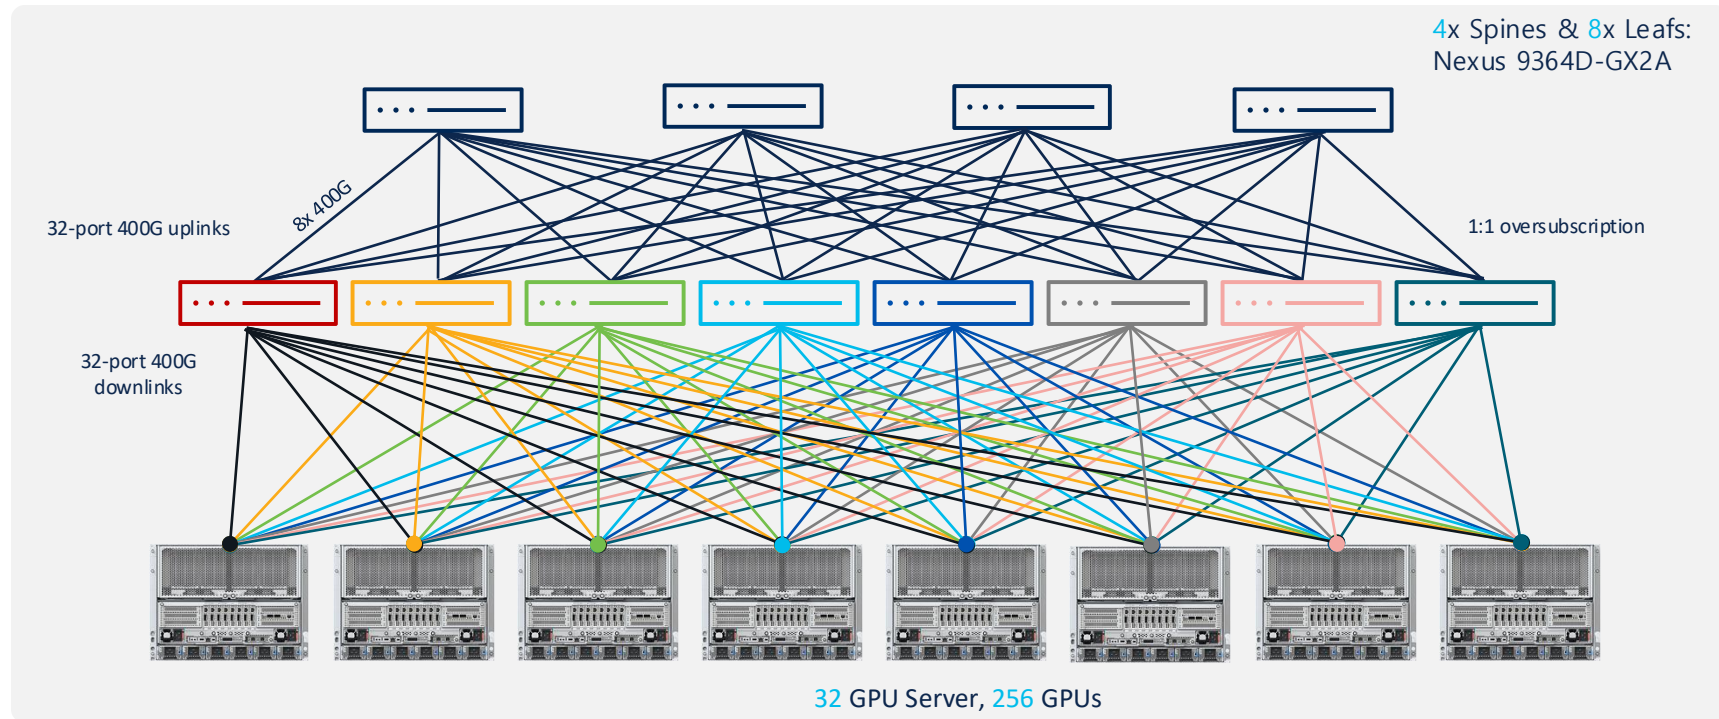 4x Spines & 8x Leafs:
Nexus 9364D-GX2A
8x 400G
32-port 400G uplinks
1:1 oversubscription
32-port 400G
downlinks
32 GPU Server, 256 GPUs